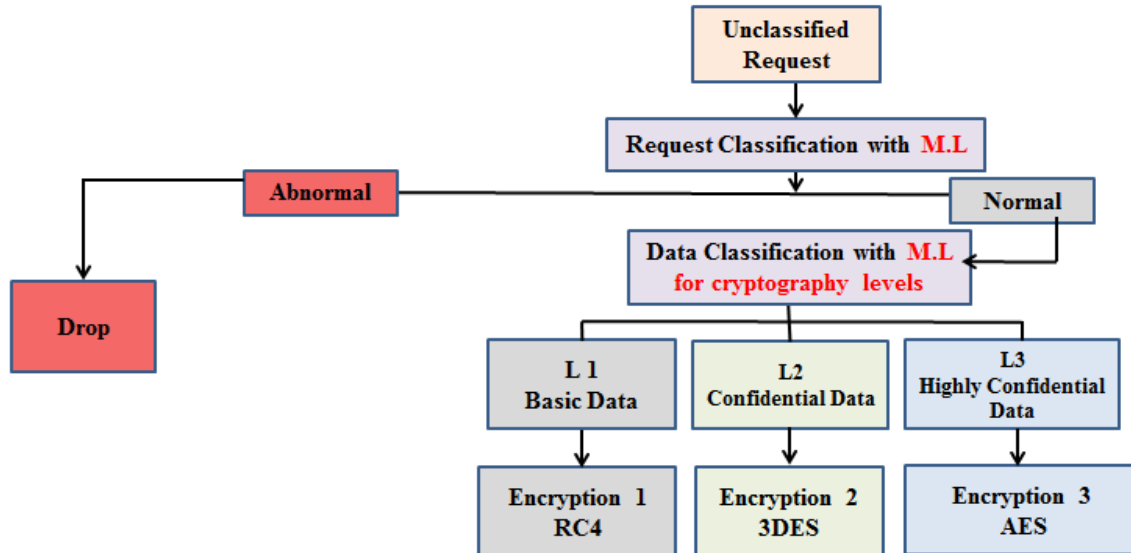 Unclassified
Request
Request Classification with M.L
Abnormal
Normal
Data Classification with M.L
for cryptography levels
Drop
L 1
Basic Data
L2
Confidential Data
L3
Highly Confidential
Data
Encryption 1
RC4
Encryption 2
3DES
Encryption 3
AES